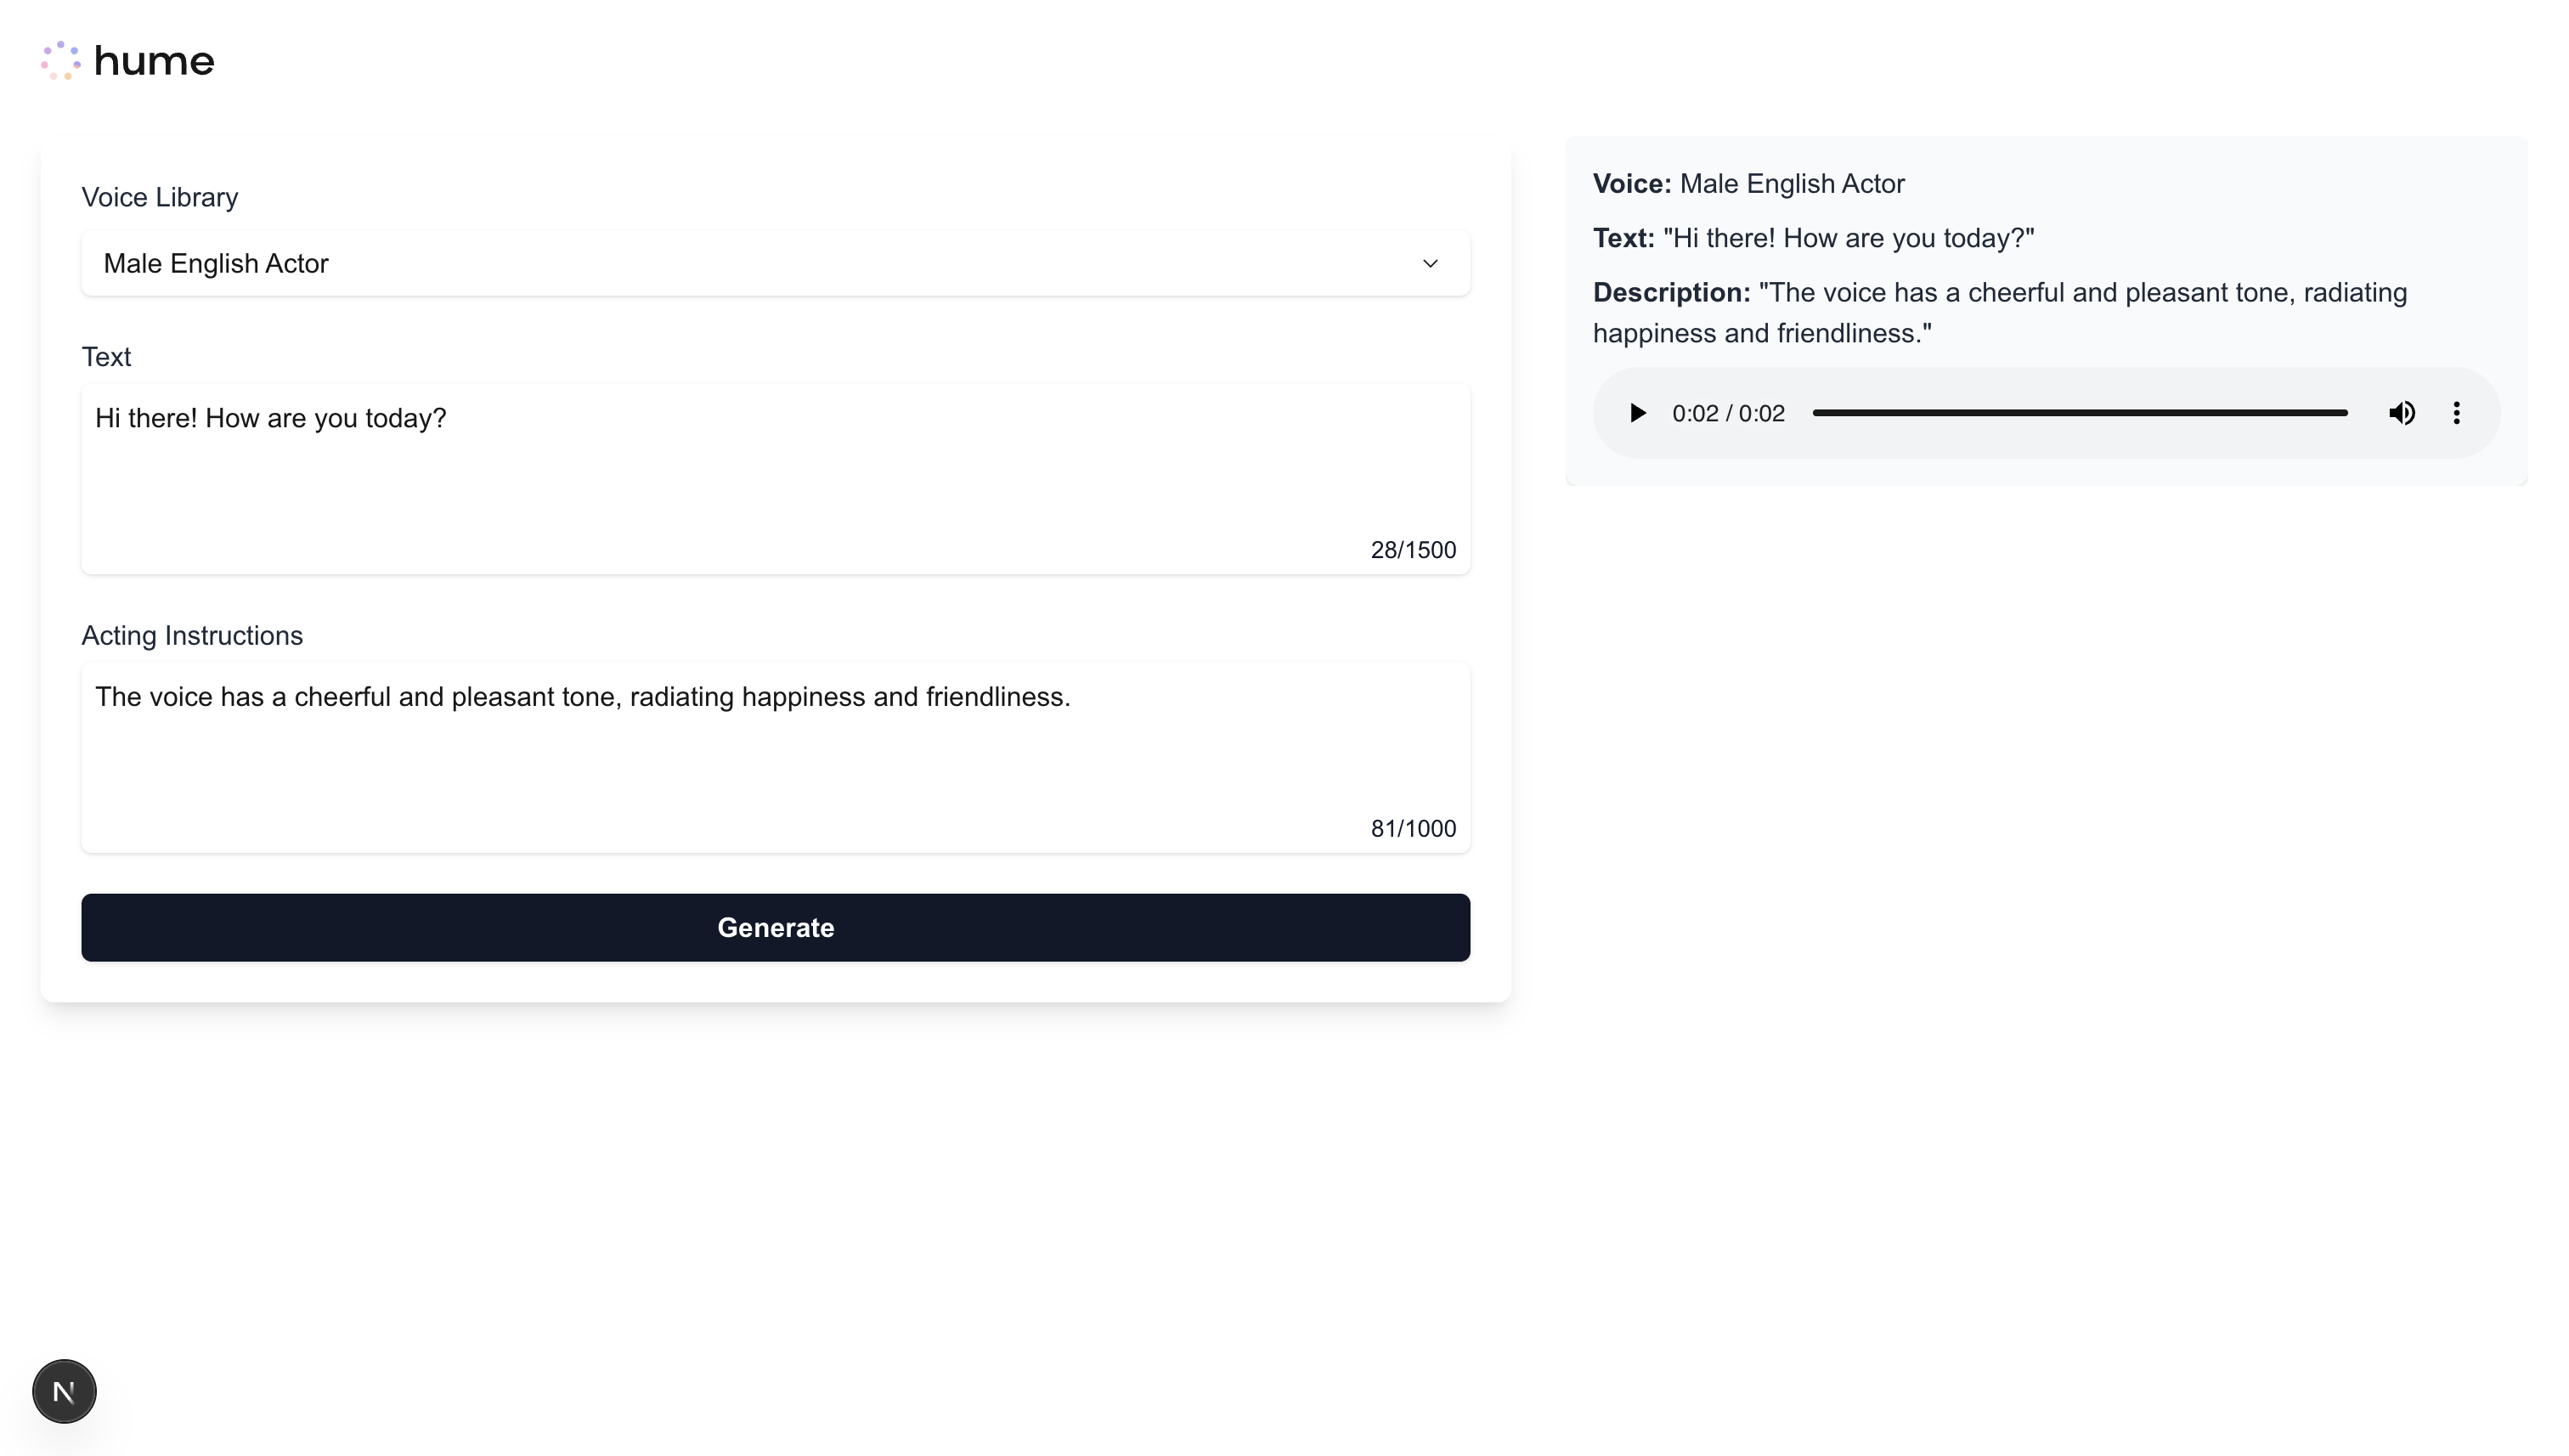 hume
Voice Library
Male English Actor
Text
Hi there! How are you today?
28/1500
Acting Instructions
The voice has a cheerful and pleasant tone, radiating happiness and friendliness.
81/1000
Generate
Voice: Male English Actor
Text: "Hi there! How are you today?"
Description: "The voice has a cheerful and pleasant tone, radiating
happiness and friendliness."
0:02 / 0:02
N